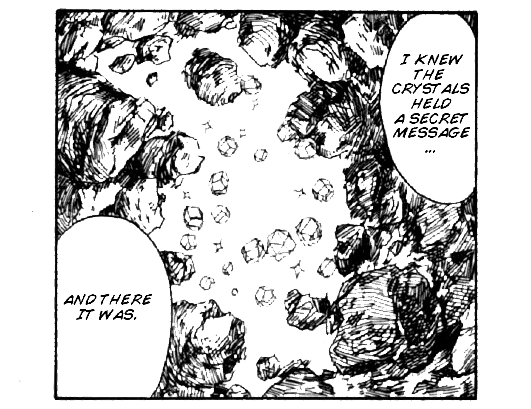 I KNEW
THE
CRYSTALS
HELD
A SECRET
MESSAGE
...
AND THERE
IT WAS.